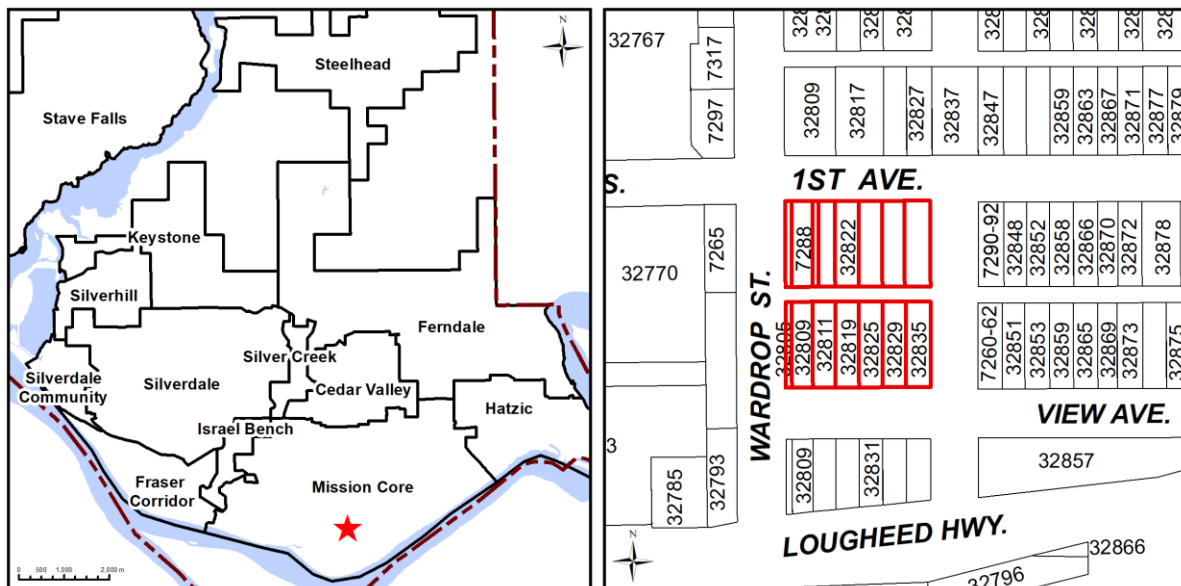 N
Steelhead
Stave Falls
Keystone
Silverhill
Ferndale
Silver Creek
Silverdale
Community
Silverdale
Cedar Valley
Hatzic
Israel Bench
Fraser
Corridor
Mission Core
0 500 1,000 2,000 m
32767
7317
7297
32809
32817
32827
32837
32847
32859
32863
32867
32871
32877
32879
S.
1ST AVE.
32770
7265
WARDROP ST.
7288
32822
7290-92
32848
32852
32858
32866
32870
32872
32878
32805
32809
32811
32819
32825
32829
32835
7260-62
32851
32853
32859
32865
32869
32873
32875
VIEW AVE.
3
32785
32793
32809
32831
32857
LOUGHEED HWY.
N
32796
32866